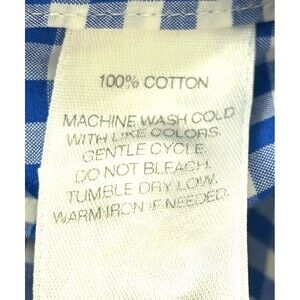 100% COTTON
MACHINE WASH COLD
WITH LIKE COLORS.
GENTLE CYCLE.
DO NOT BLEACH.
TUMBLE DRY LOW.
WARM IRON IF NEEDED.